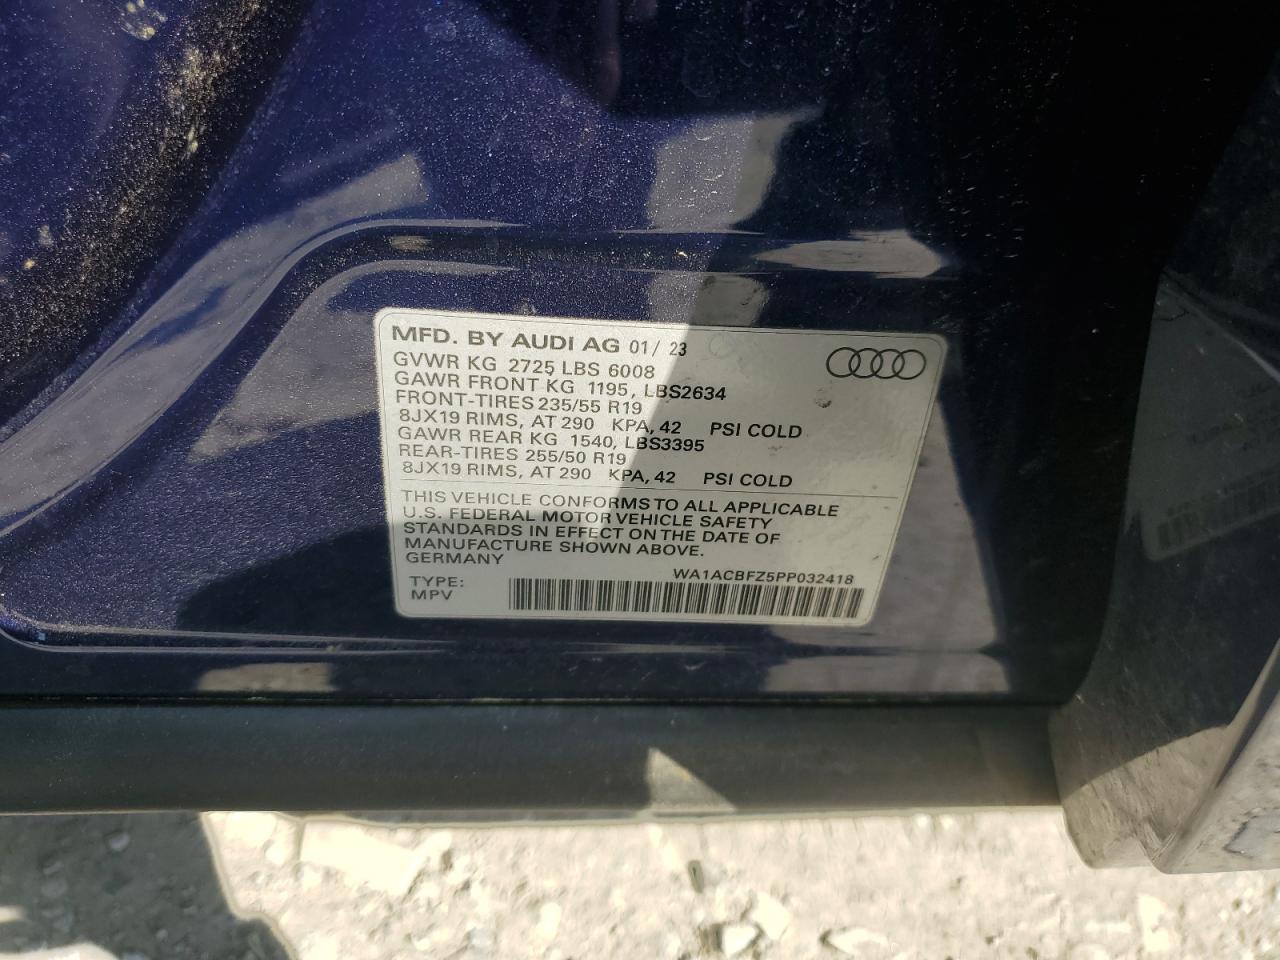 MFD. BY AUDI AG 01/ 23
GVWR KG 2725 LBS 6008
GAWR FRONT KG 1195, LBS2634
FRONT-TIRES 235/55 R19
8JX19 RIMS, AT 290 KPA, 42 PSI COLD
GAWR REAR KG 1540, LBS3395
REAR-TIRES 255/50 R19
8JX19 RIMS, AT 290 KPA, 42 PSI COLD
THIS VEHICLE CONFORMS TO ALL APPLICABLE
U.S. FEDERAL MOTOR VEHICLE SAFETY
STANDARDS IN EFFECT ON THE DATE OF
MANUFACTURE SHOWN ABOVE.
GERMANY
WA1ACBFZ5PP032418
TYPE:
MPV